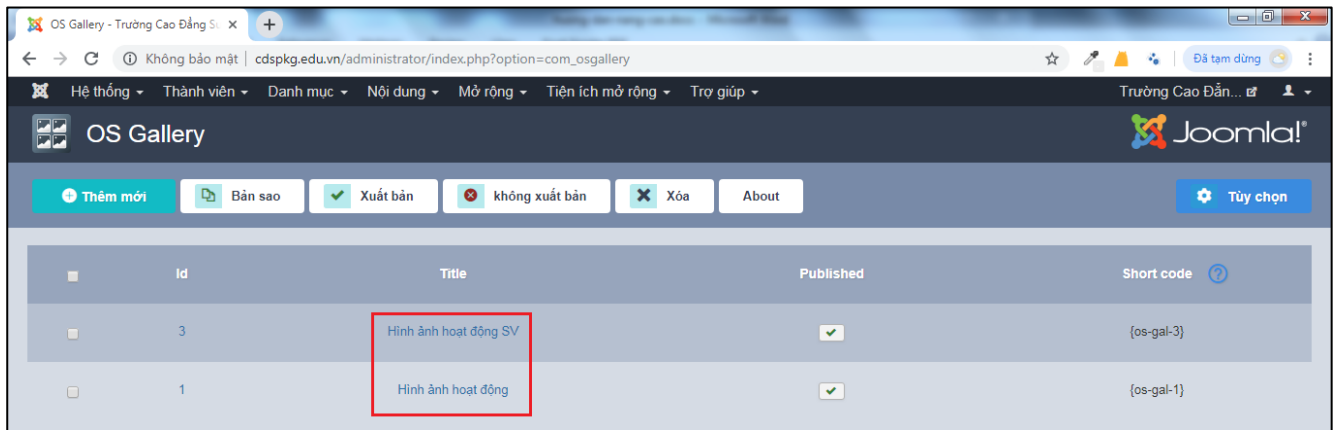 OS Gallery - Trường Cao Đẳng Sư
Không bảo mật cdspkg.edu.vn/administrator/index.php?option=com_osgallery Đã tạm dừng
Hệ thống Thành viên Danh mục Nội dung Mở rộng Tiện ích mở rộng Trợ giúp Trường Cao Đẳn...
OS Gallery Joomla!®
Thêm mới Bản sao Xuất bản không xuất bản Xóa About Tùy chọn
Id Title Published Short code ?
3 Hình ảnh hoạt động SV {os-gal-3}
1 Hình ảnh hoạt động {os-gal-1}